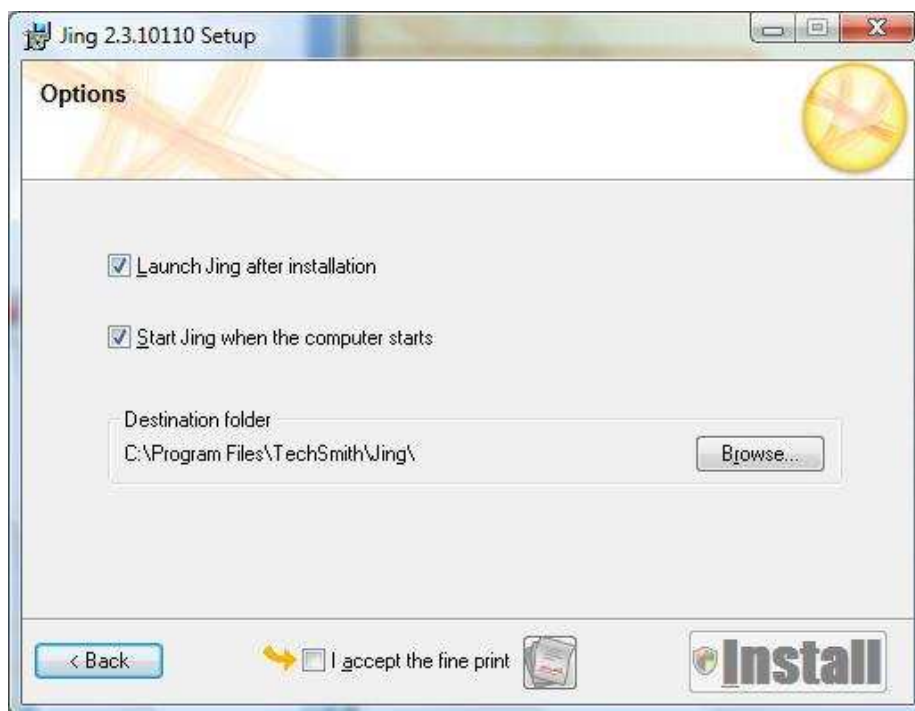 Jing 2.3.10110 Setup
Options
Launch Jing after installation
Start Jing when the computer starts
Destination folder
C:\Program Files\TechSmith\Jing\
Browse...
< Back
I accept the fine print
Install